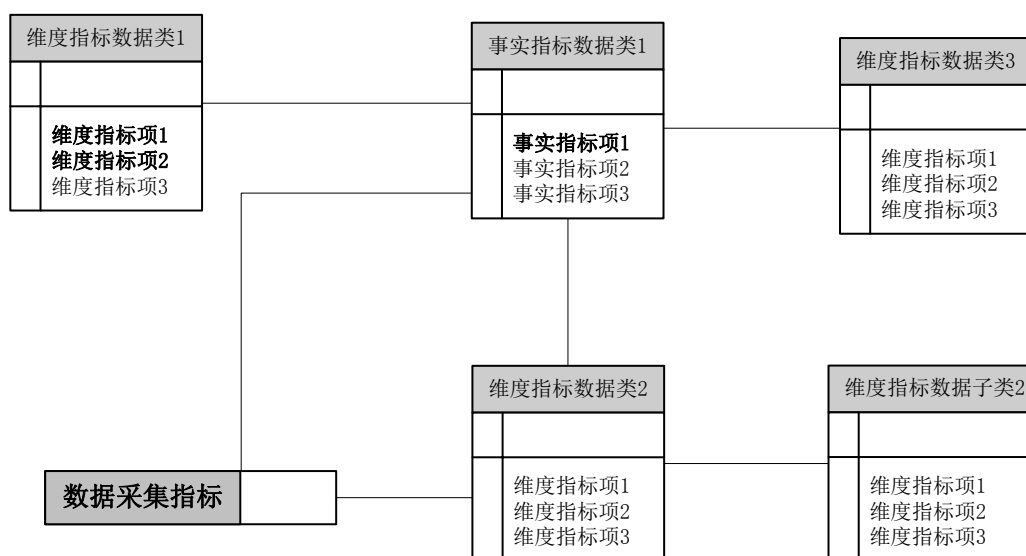 维度指标数据类1
维度指标项1
维度指标项2
维度指标项3
事实指标数据类1
事实指标项1
事实指标项2
事实指标项3
维度指标数据类3
维度指标项1
维度指标项2
维度指标项3
数据采集指标
维度指标数据类2
维度指标项1
维度指标项2
维度指标项3
维度指标数据子类2
维度指标项1
维度指标项2
维度指标项3